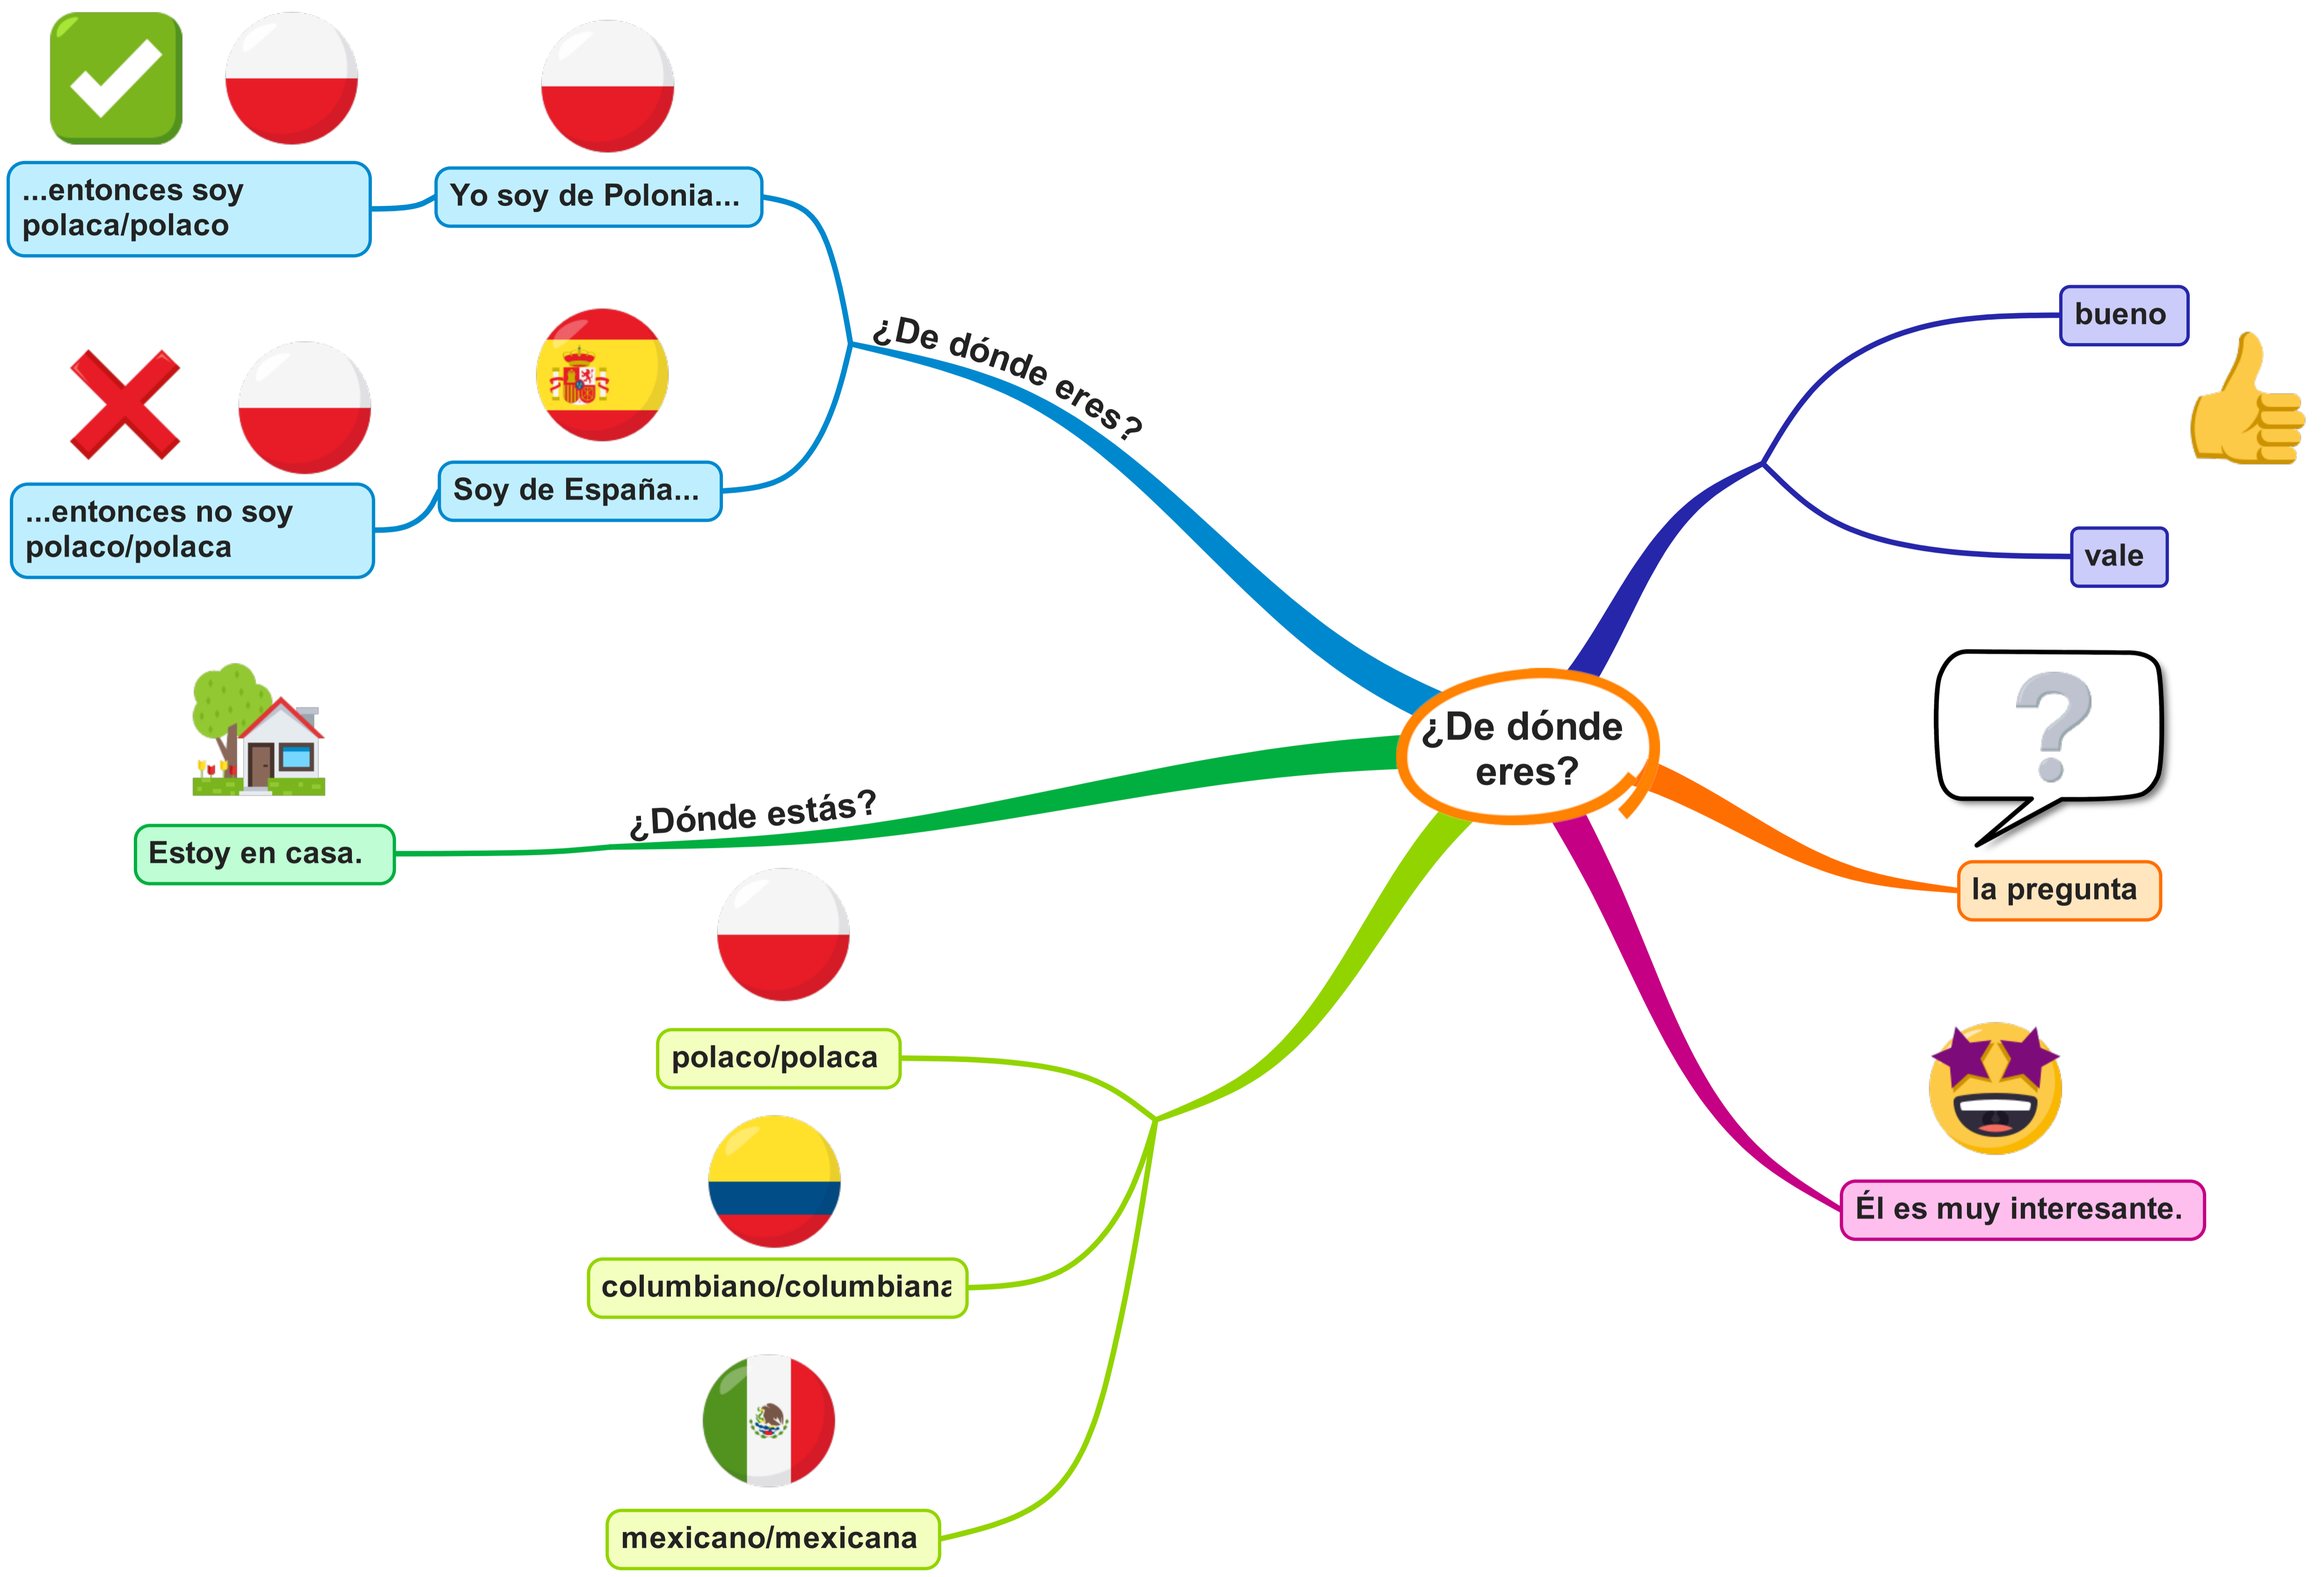 ...entonces soy
polaca/polaco
Yo soy de Polonia...
¿De dónde eres?
...entonces no soy
polaco/polaca
Soy de España...
Estoy en casa.
¿Dónde estás?
polaco/polaca
columbiano/columbiana
mexicano/mexicana
¿De dónde
eres?
bueno
vale
la pregunta
Él es muy interesante.